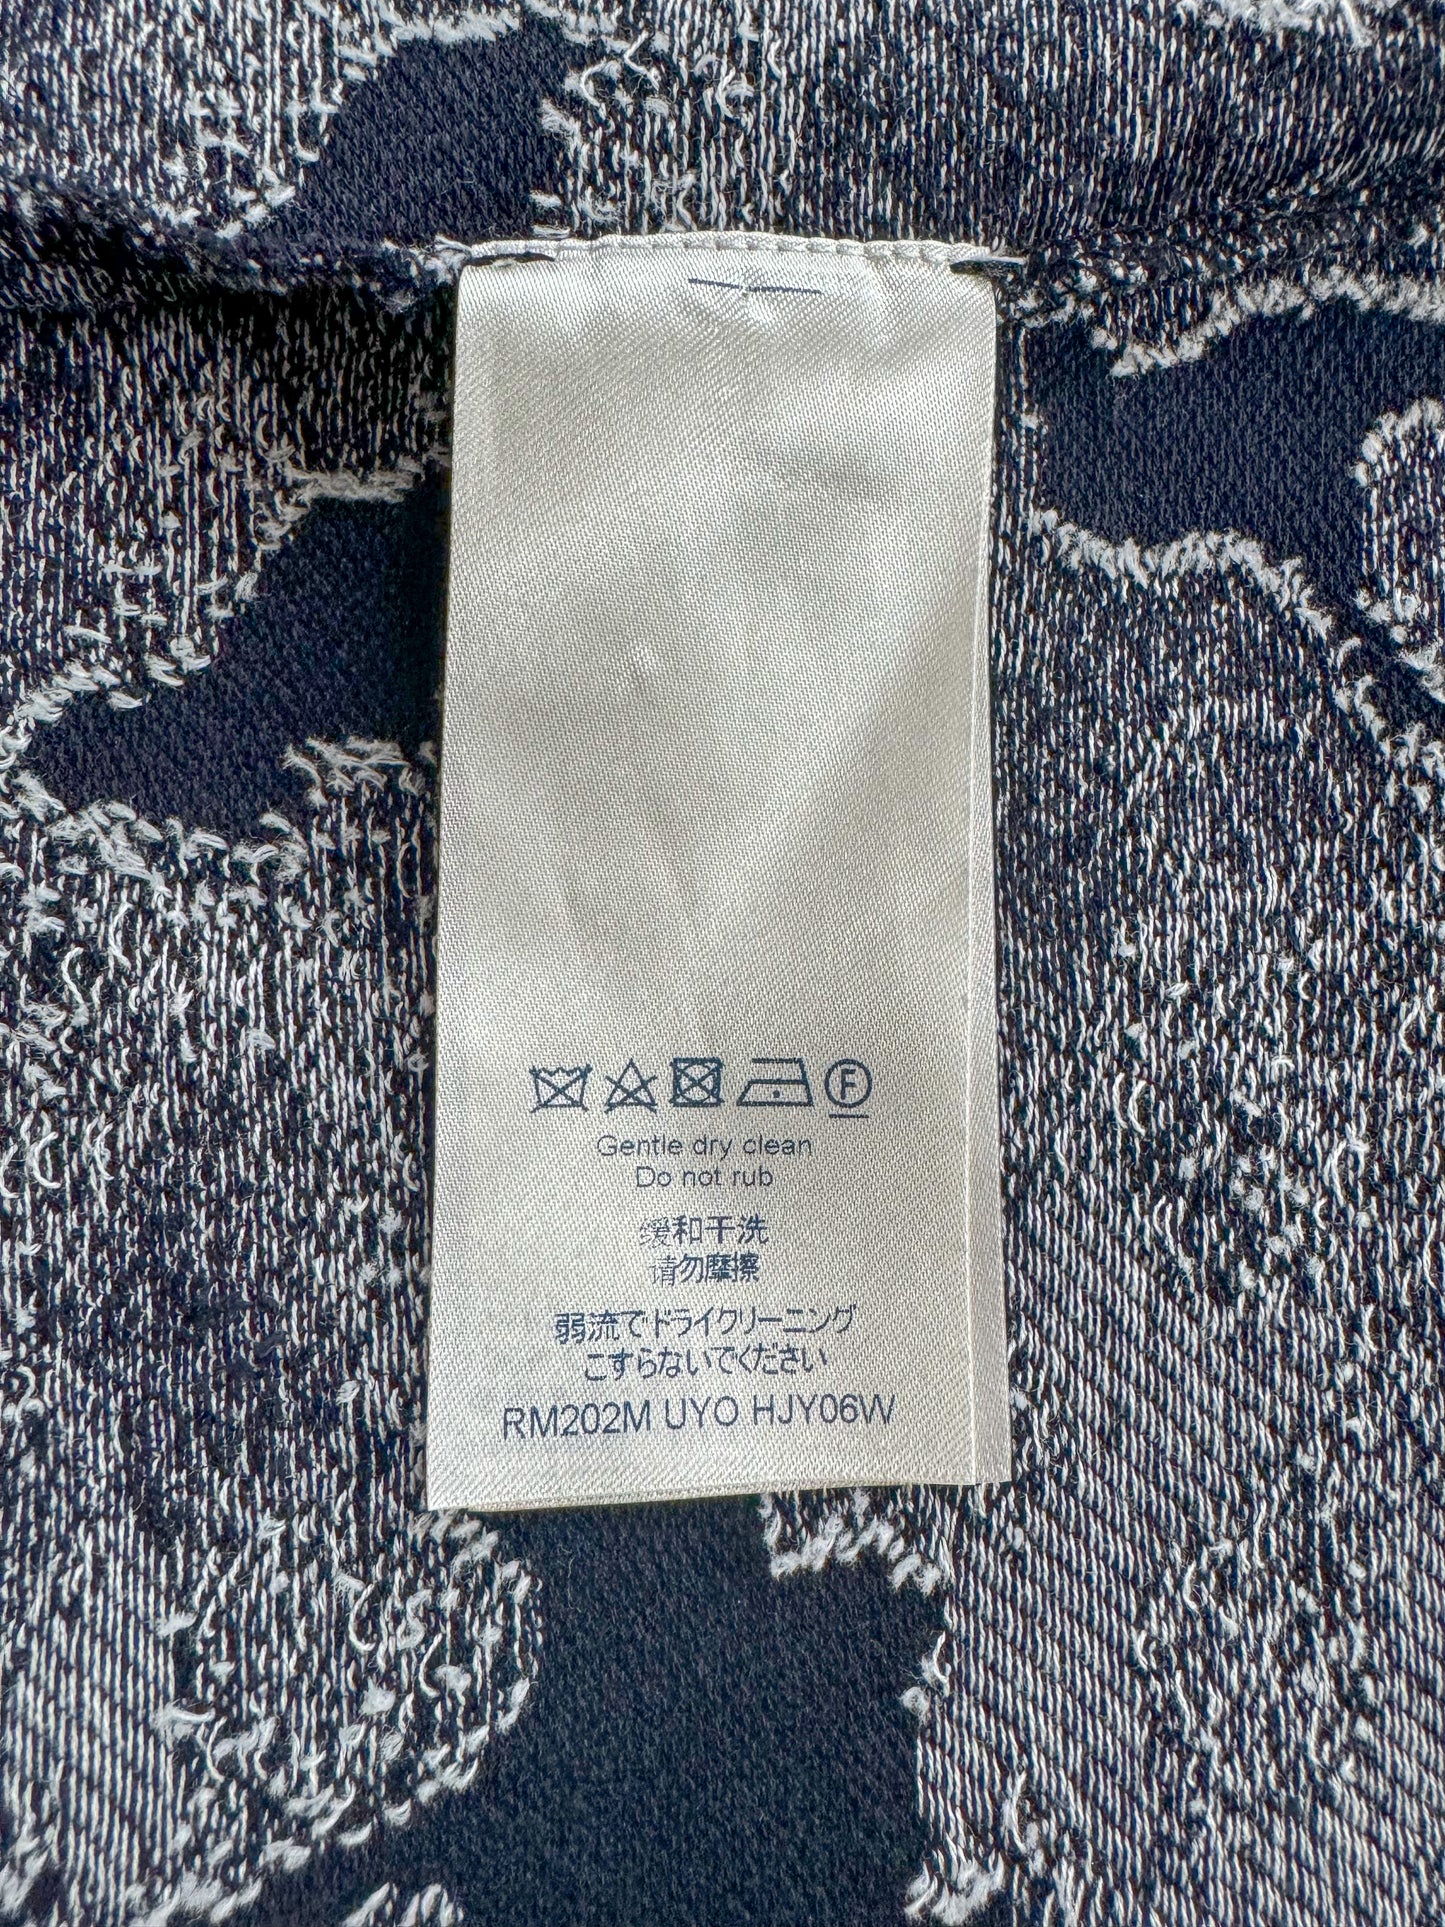 F
Gentle dry clean
Do not rub
缓和干洗
请勿摩擦
弱流でドライクリーニング
こすらないでください
RM202M UYO HJY06W